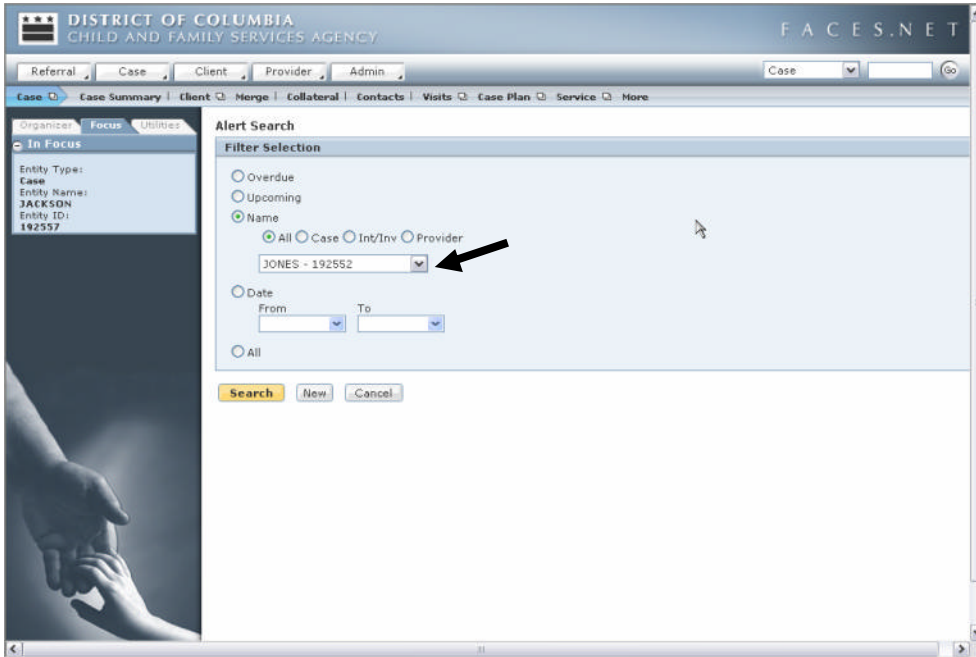 DISTRICT OF COLUMBIA
CHILD AND FAMILY SERVICES AGENCY
FACES.NET
Referral Case Client Provider Admin
Case Go
Case Case Summary Client Merge Collateral Contacts Visits Case Plan Service More
Organizer Focus Utilities
In Focus
Entity Type:
Case
Entity Name:
JACKSON
Entity ID:
192557
Alert Search
Filter Selection
Overdue
Upcoming
Name
All Case Int/Inv Provider
JONES - 192552
Date
From To
All
Search New Cancel